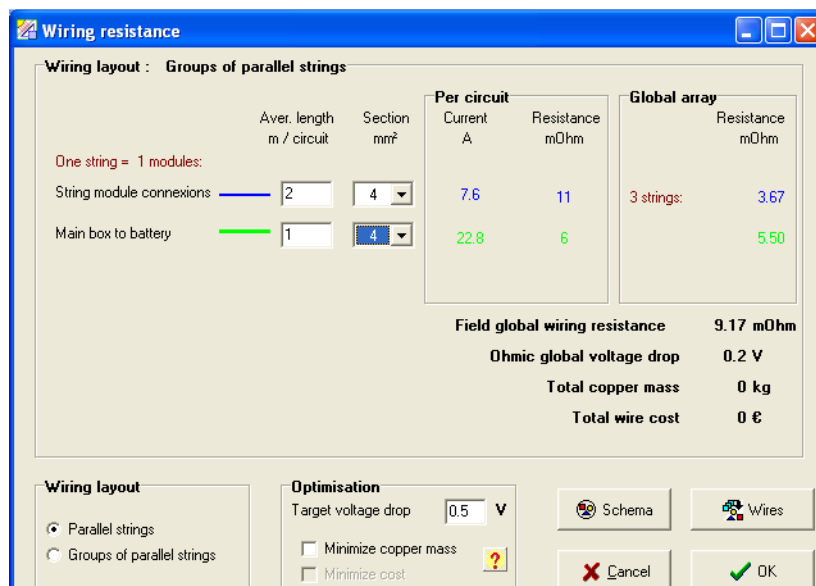 Wiring resistance
Wiring layout : Groups of parallel strings
Per circuit Global array
Aver. length Section Current Resistance Resistance
m / circuit mm² A mOhm mOhm
One string = 1 modules:
String module connexions 2 4 7.6 11 3 strings: 3.67
Main box to battery 1 4 22.8 6 5.50
Field global wiring resistance 9.17 mOhm
Ohmic global voltage drop 0.2 V
Total copper mass 0 kg
Total wire cost 0 €
Wiring layout
Parallel strings
Groups of parallel strings
Optimisation
Target voltage drop 0.5 V
Minimize copper mass ?
Minimize cost
Schema Wires
Cancel OK